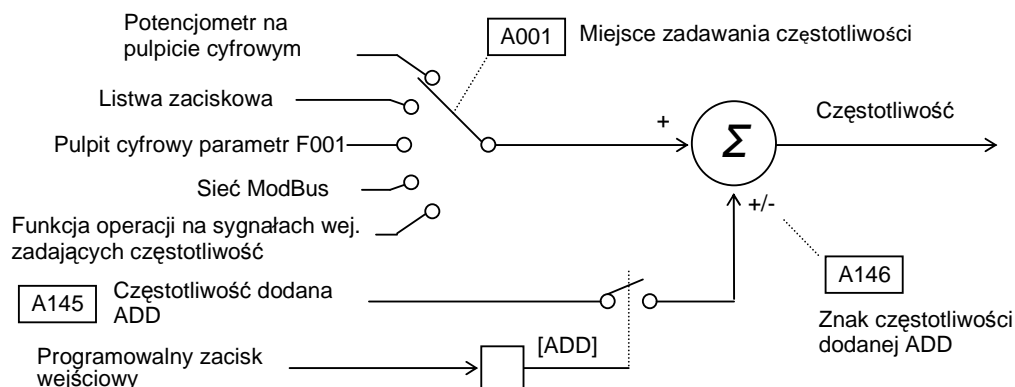 Potencjometr na
pulpicie cyfrowym
A001
Miejsce zadawania częstotliwości
Listwa zaciskowa
Częstotliwość
+
Σ
Pulpit cyfrowy parametr F001
Sieć ModBus
+/-
Funkcja operacji na sygnałach wej.
zadających częstotliwość
A146
A145
Częstotliwość dodana
ADD
Znak częstotliwości
dodanej ADD
[ADD]
Programowalny zacisk
wejściowy